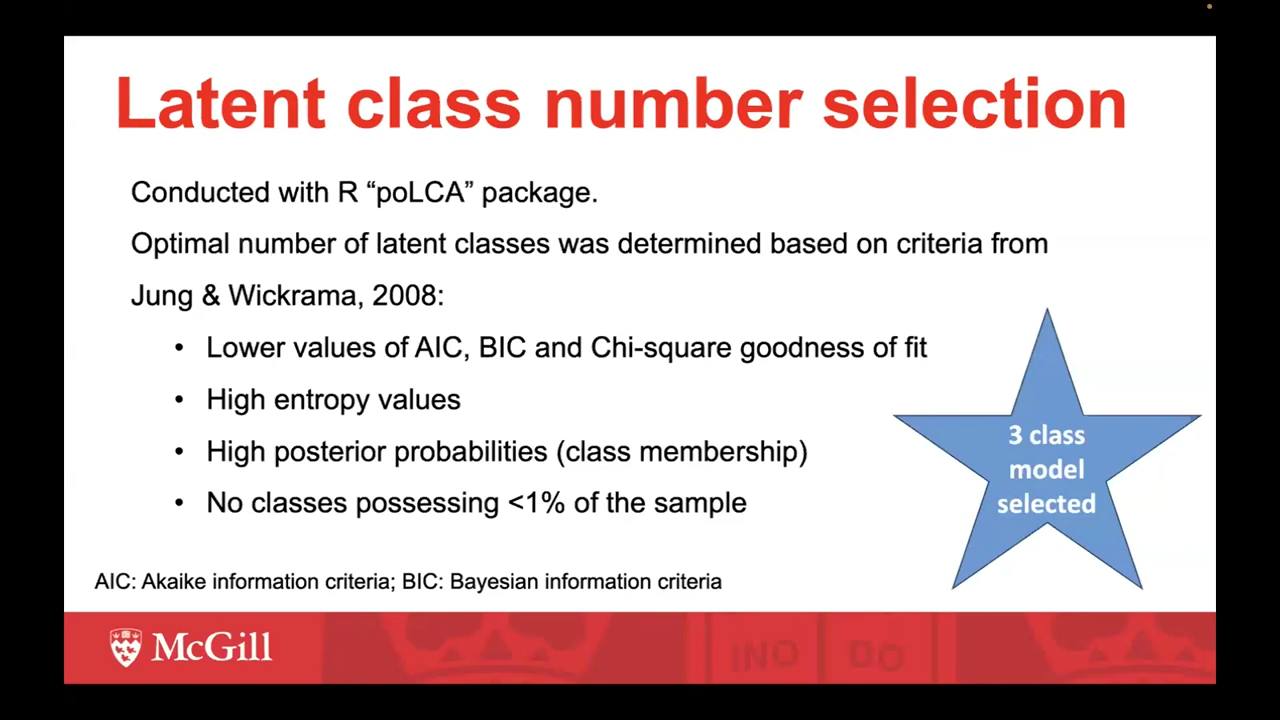 Latent class number selection
Conducted with R “poLCA” package.
Optimal number of latent classes was determined based on criteria from
Jung & Wickrama, 2008:
• Lower values of AIC, BIC and Chi-square goodness of fit
• High entropy values
• High posterior probabilities (class membership)
• No classes possessing <1% of the sample
3 class
model
selected
AIC: Akaike information criteria; BIC: Bayesian information criteria
McGill
INO DO